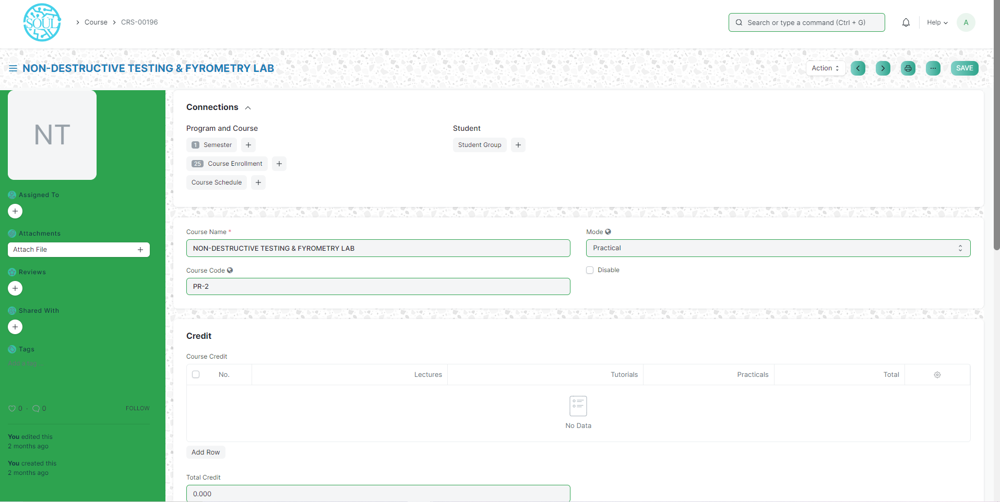 SOUL
Course CRS-00196
Search or type a command (Ctrl + G)
Help
A
NON-DESTRUCTIVE TESTING & FYROMETRY LAB
Action
SAVE
NT
Assigned To
Attachments
Attach File
Reviews
Shared With
Tags
Add a tag ...
0 · 0 FOLLOW
You edited this
2 months ago
You created this
2 months ago
Connections
Program and Course
1 Semester
25 Course Enrollment
Course Schedule
Student
Student Group
Course Name *
NON-DESTRUCTIVE TESTING & FYROMETRY LAB
Course Code
PR-2
Mode
Practical
Disable
Credit
Course Credit
No. Lectures Tutorials Practicals Total
No Data
Add Row
Total Credit
0.000